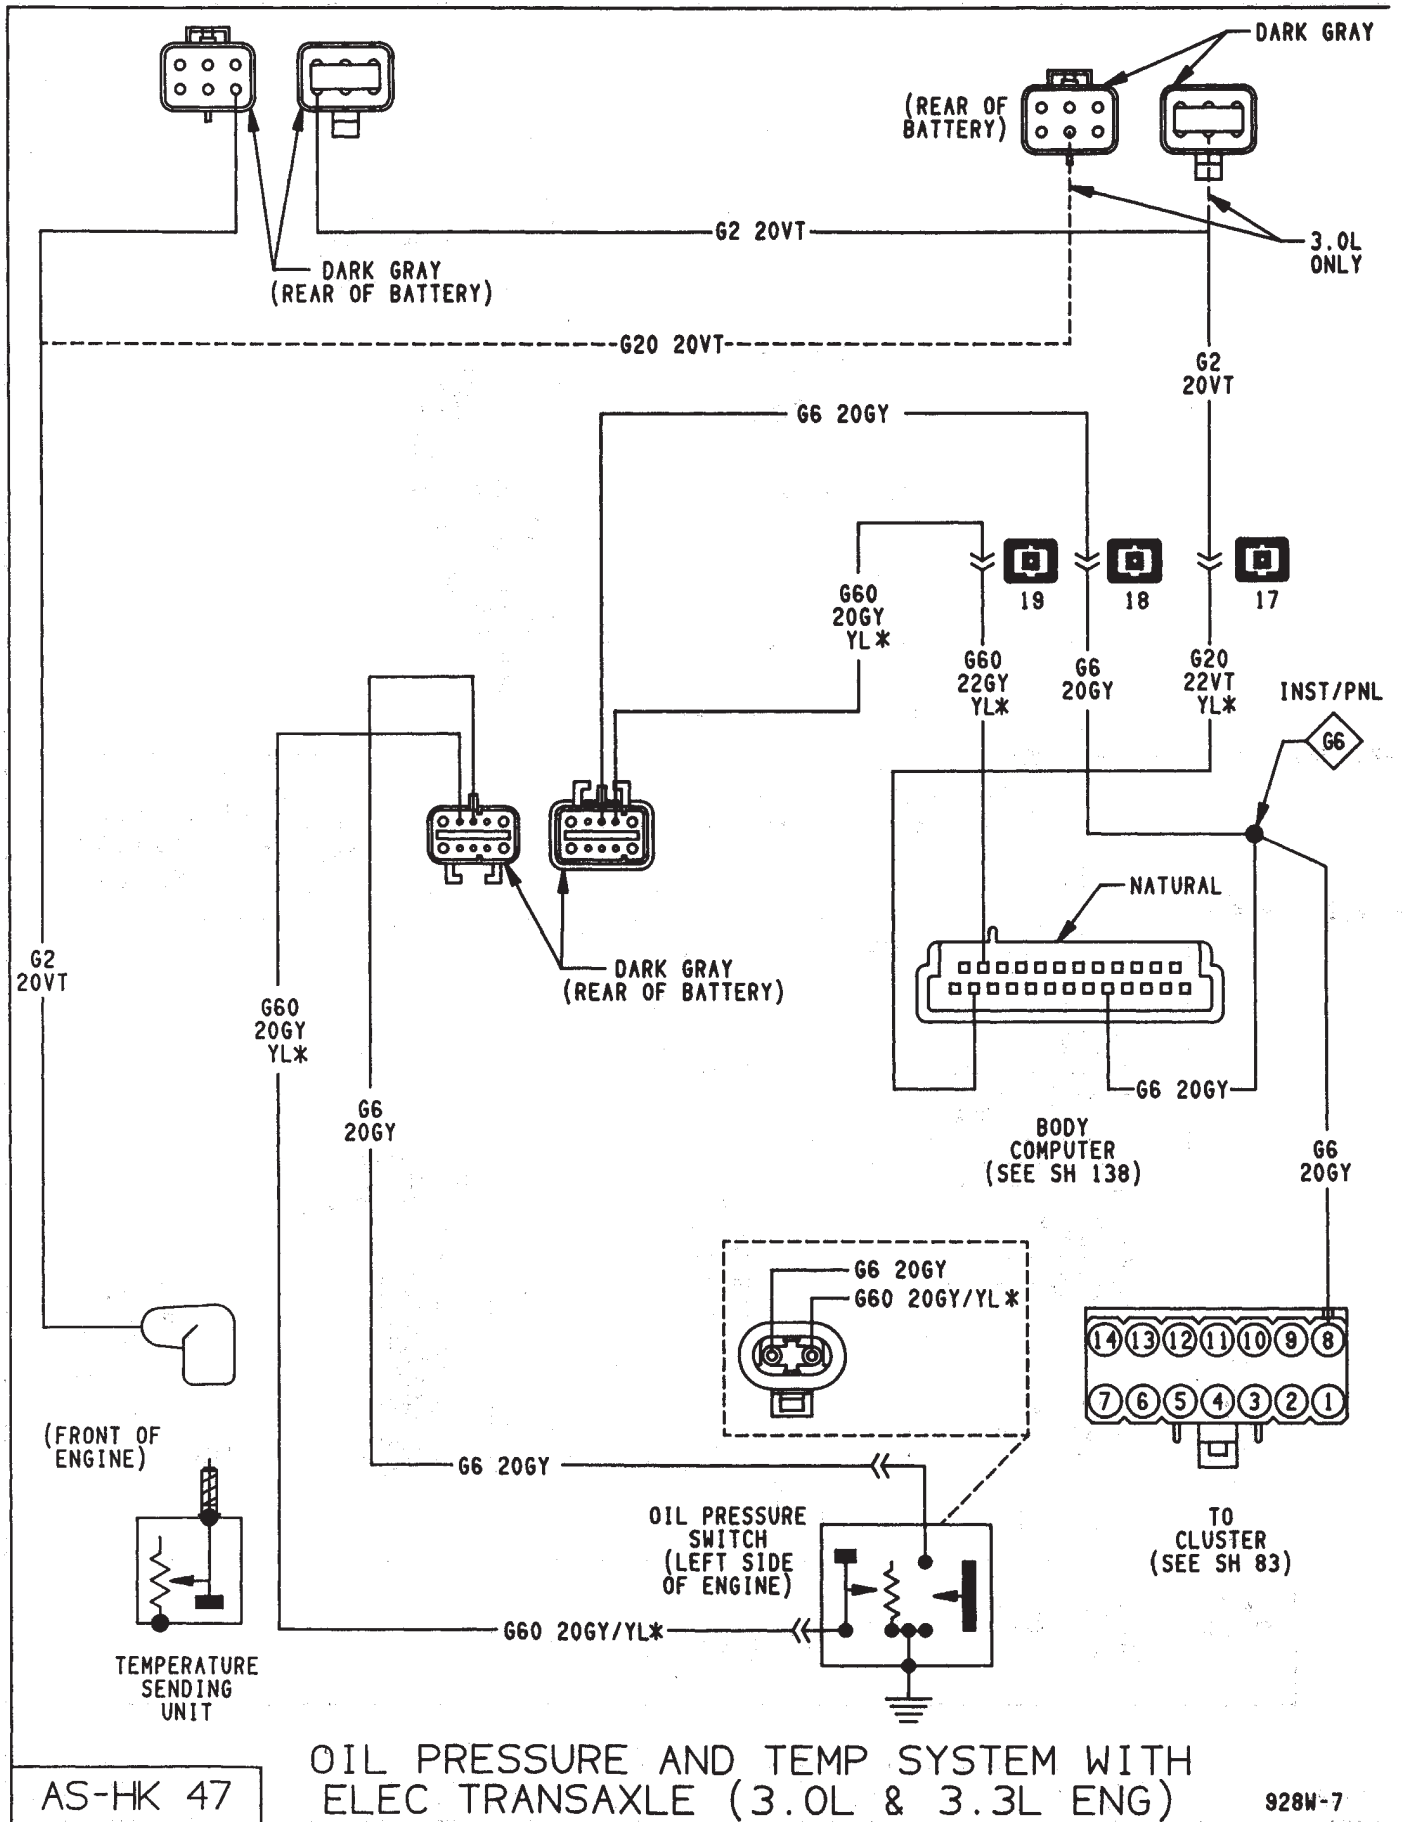 DARK GRAY
(REAR OF
BATTERY)
G2 20VT
3.0L
ONLY
DARK GRAY
(REAR OF BATTERY)
G20 20VT
G2
20VT
G6 20GY
19
18
17
G60
20GY
YL*
G60
22GY
YL*
G6
20GY
G20
22VT
YL*
INST/PNL
G6
NATURAL
G2
20VT
DARK GRAY
(REAR OF BATTERY)
G60
20GY
YL*
G6
20GY
G6 20GY
BODY
COMPUTER
(SEE SH 138)
G6
20GY
G6 20GY
G60 20GY/YL*
14 13 12 11 10 9 8
7 6 5 4 3 2 1
(FRONT OF
ENGINE)
G6 20GY
OIL PRESSURE
SWITCH
(LEFT SIDE
OF ENGINE)
TO
CLUSTER
(SEE SH 83)
G60 20GY/YL*
TEMPERATURE
SENDING
UNIT
OIL PRESSURE AND TEMP SYSTEM WITH
ELEC TRANSAXLE (3.0L & 3.3L ENG)
AS-HK 47
928W-7